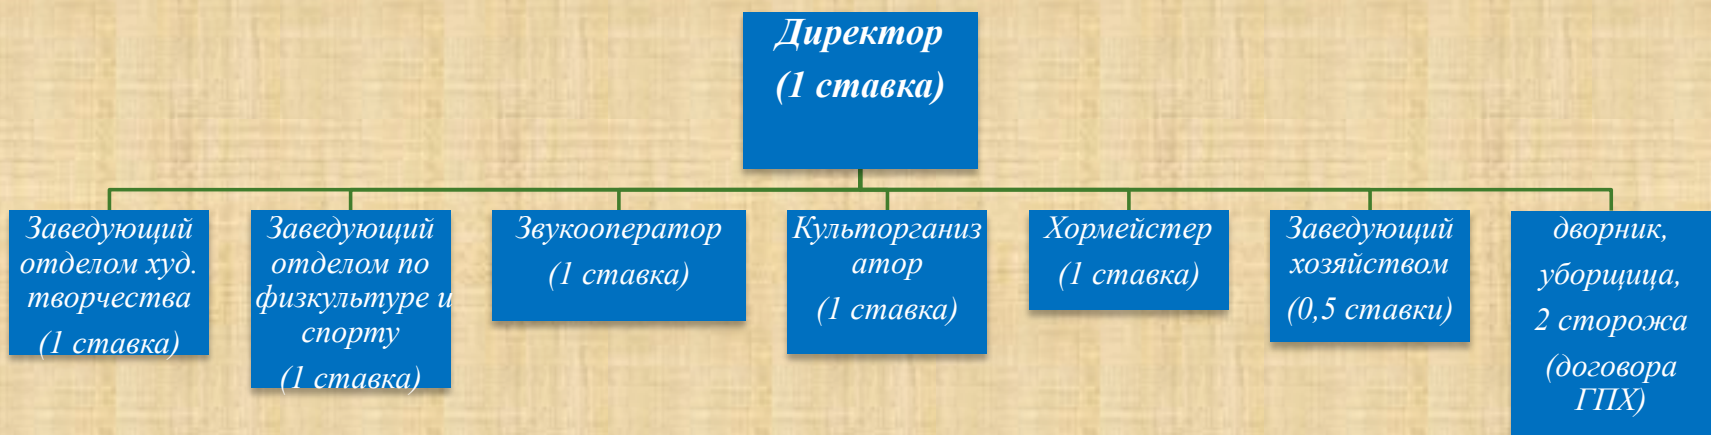 Директор
(1 ставка)
Заведующий
отделом худ.
творчества
(1 ставка)
Заведующий
отделом по
физкультуре и
спорту
(1 ставка)
Звукооператор
(1 ставка)
Культорганиз
атор
(1 ставка)
Хормейстер
(1 ставка)
Заведующий
хозяйством
(0,5 ставки)
дворник,
уборщица,
2 сторожа
(договора
ГПХ)